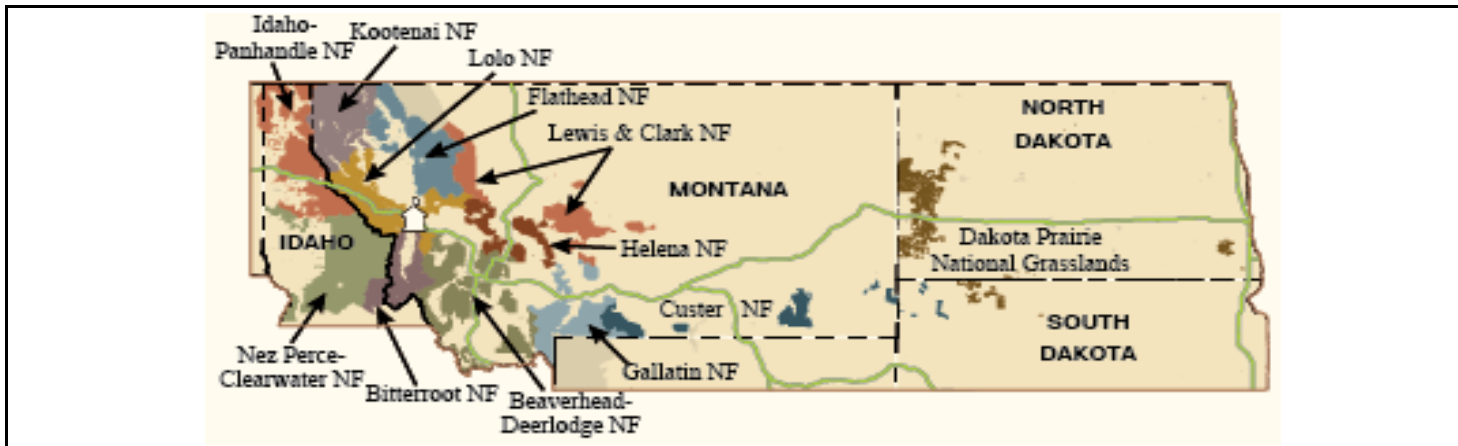 Idaho-
Panhandle NF
Kootenai NF
Lolo NF
Flathead NF
Lewis & Clark NF
NORTH
DAKOTA
MONTANA
IDAHO
Helena NF
Dakota Prairie
National Grasslands
Custer NF
SOUTH
DAKOTA
Nez Perce-
Clearwater NF
Bitterroot NF
Beaverhead-
Deerlodge NF
Gallatin NF